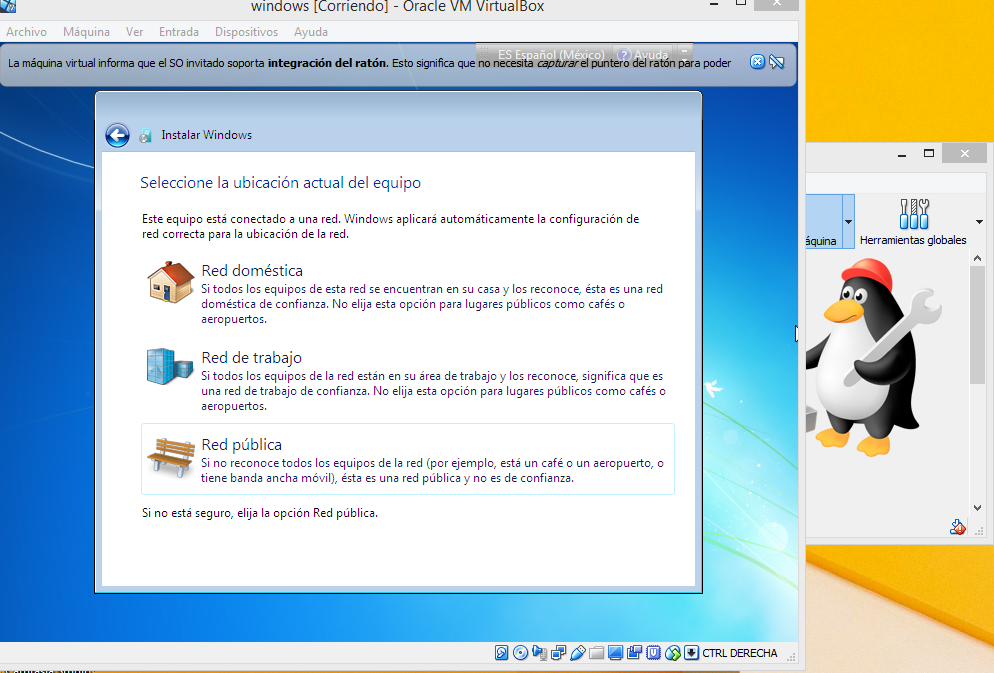 windows [Corriendo] - Oracle VM VirtualBox
Archivo Máquina Ver Entrada Dispositivos Ayuda
ES Español (México) Ayuda
La máquina virtual informa que el SO invitado soporta integración del ratón. Esto significa que no necesita capturar el puntero del ratón para poder
Instalar Windows
Seleccione la ubicación actual del equipo
Este equipo está conectado a una red. Windows aplicará automáticamente la configuración de
red correcta para la ubicación de la red.
Red doméstica
Si todos los equipos de esta red se encuentran en su casa y los reconoce, ésta es una red
doméstica de confianza. No elija esta opción para lugares públicos como cafés o
aeropuertos.
Red de trabajo
Si todos los equipos de la red están en su área de trabajo y los reconoce, significa que es
una red de trabajo de confianza. No elija esta opción para lugares públicos como cafés o
aeropuertos.
Red pública
Si no reconoce todos los equipos de la red (por ejemplo, está un café o un aeropuerto, o
tiene banda ancha móvil), ésta es una red pública y no es de confianza.
Si no está seguro, elija la opción Red pública.
áquina Herramientas globales
CTRL DERECHA